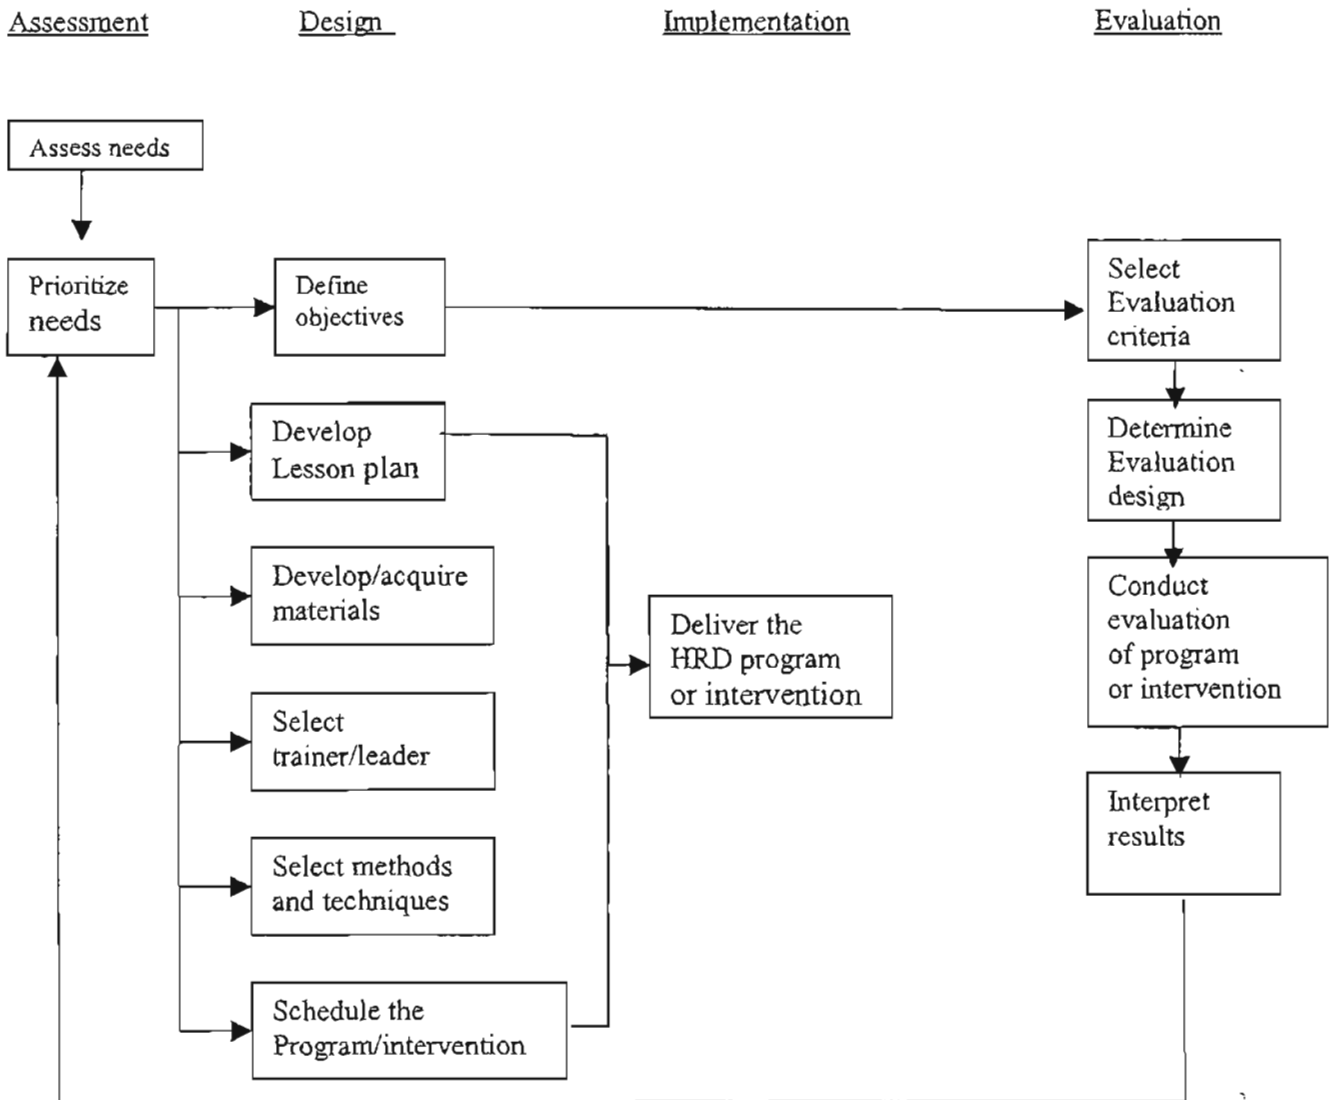 Assessment
Design
Implementation
Evaluation
Assess needs
Prioritize
needs
Define
objectives
Develop
Lesson plan
Develop/acquire
materials
Select
trainer/leader
Select methods
and techniques
Schedule the
Program/intervention
Deliver the
HRD program
or intervention
Select
Evaluation
criteria
Determine
Evaluation
design
Conduct
evaluation
of program
or intervention
Interpret
results